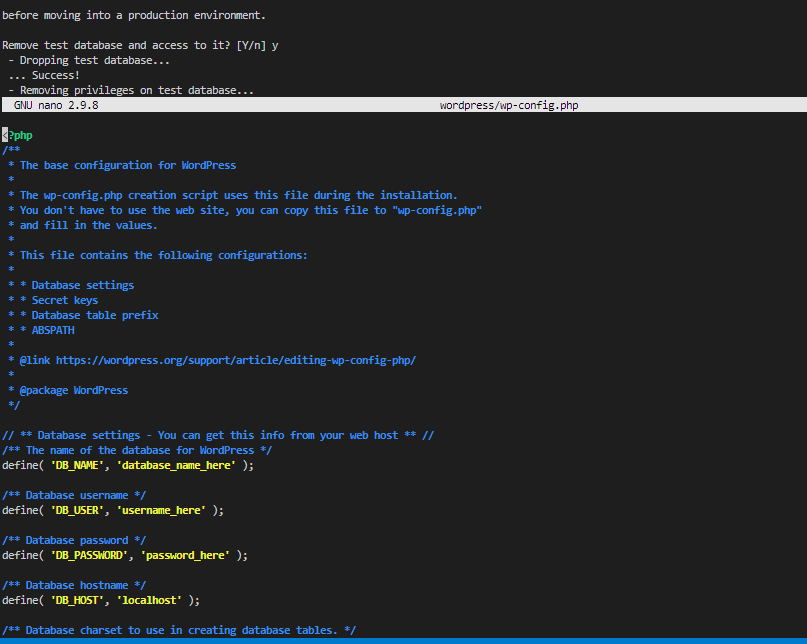 before moving into a production environment.
Remove test database and access to it? [Y/n] y
- Dropping test database...
... Success!
- Removing privileges on test database...
GNU nano 2.9.8 wordpress/wp-config.php
<?php
/**
* The base configuration for WordPress
*
* The wp-config.php creation script uses this file during the installation.
* You don't have to use the web site, you can copy this file to "wp-config.php"
* and fill in the values.
*
* This file contains the following configurations:
*
* * Database settings
* * Secret keys
* * Database table prefix
* * ABSPATH
*
* @link https://wordpress.org/support/article/editing-wp-config-php/
*
* @package WordPress
*/
// ** Database settings - You can get this info from your web host ** //
/** The name of the database for WordPress */
define( 'DB_NAME', 'database_name_here' );
/** Database username */
define( 'DB_USER', 'username_here' );
/** Database password */
define( 'DB_PASSWORD', 'password_here' );
/** Database hostname */
define( 'DB_HOST', 'localhost' );
/** Database charset to use in creating database tables. */